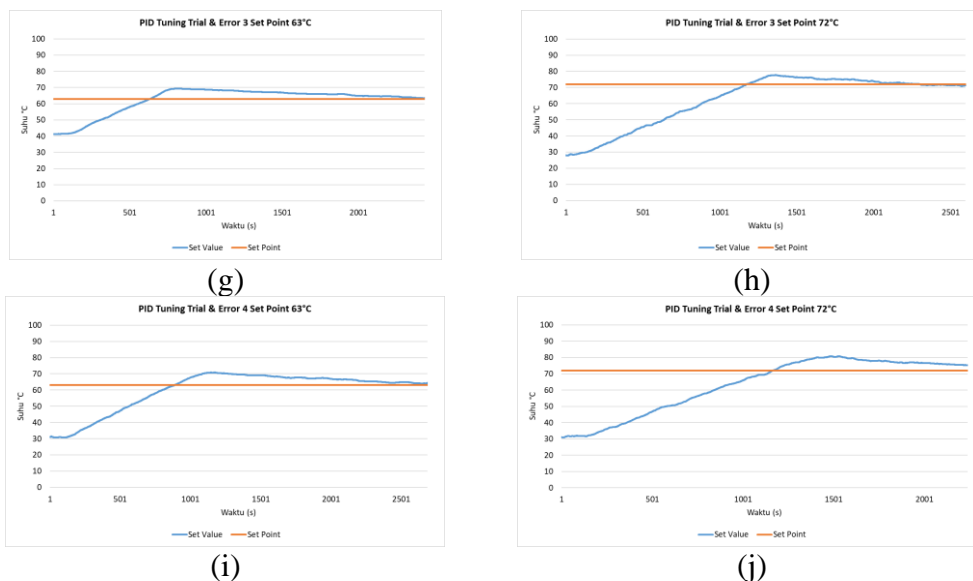 PID Tuning Trial & Error 3 Set Point 63°C
100
90
80
70
60
50
40
30
20
10
0
Suhu °C
1 501 1001 1501 2001
Waktu (s)
Set Value Set Point
(g)
PID Tuning Trial & Error 3 Set Point 72°C
100
90
80
70
60
50
40
30
20
10
0
Suhu °C
1 501 1001 1501 2001 2501
Waktu (s)
Set Value Set Point
(h)
PID Tuning Trial & Error 4 Set Point 63°C
100
90
80
70
60
50
40
30
20
10
0
Suhu °C
1 501 1001 1501 2001 2501
Waktu (s)
Set Value Set Point
(i)
PID Tuning Trial & Error 4 Set Point 72°C
100
90
80
70
60
50
40
30
20
10
0
Suhu °C
1 501 1001 1501 2001
Waktu (s)
Set Value Set Point
(j)